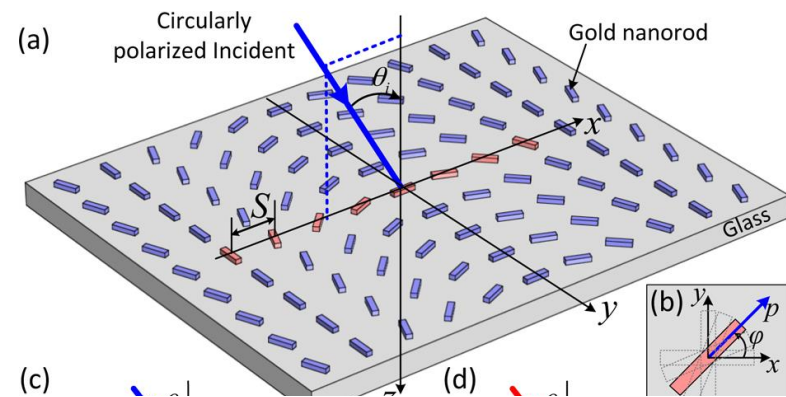 (a)
Circularly
polarized Incident
Gold nanorod
θi
x
S
Glass
y
(b)
y
p
φ
x
(c)
(d)